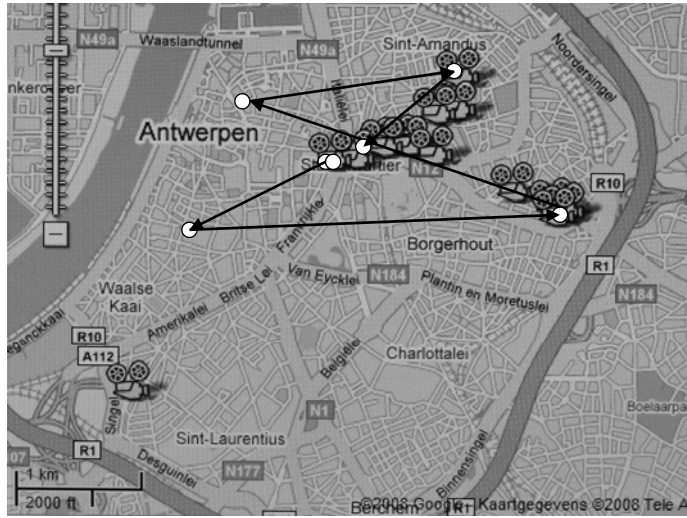 N49a
Waaslandtunnel
N49a
Sint-Amandus
Noordersingel
Antwerpen
N12
R10
Frankrijklei
Borgerhout
R1
Van Eycklei
N184
N184
Plantin en Moretuslei
Waalse
Kaai
Britse Lei
Amerikalei
R10
A112
Belgiëlei
Charlottalei
Singel
N1
Boelaarpa
Sint-Laurentius
R1
Desguinlei
N177
Binnensingel
1 km
2000 ft
Berchem
R1
©2008 Google Kaartgegevens ©2008 Tele A